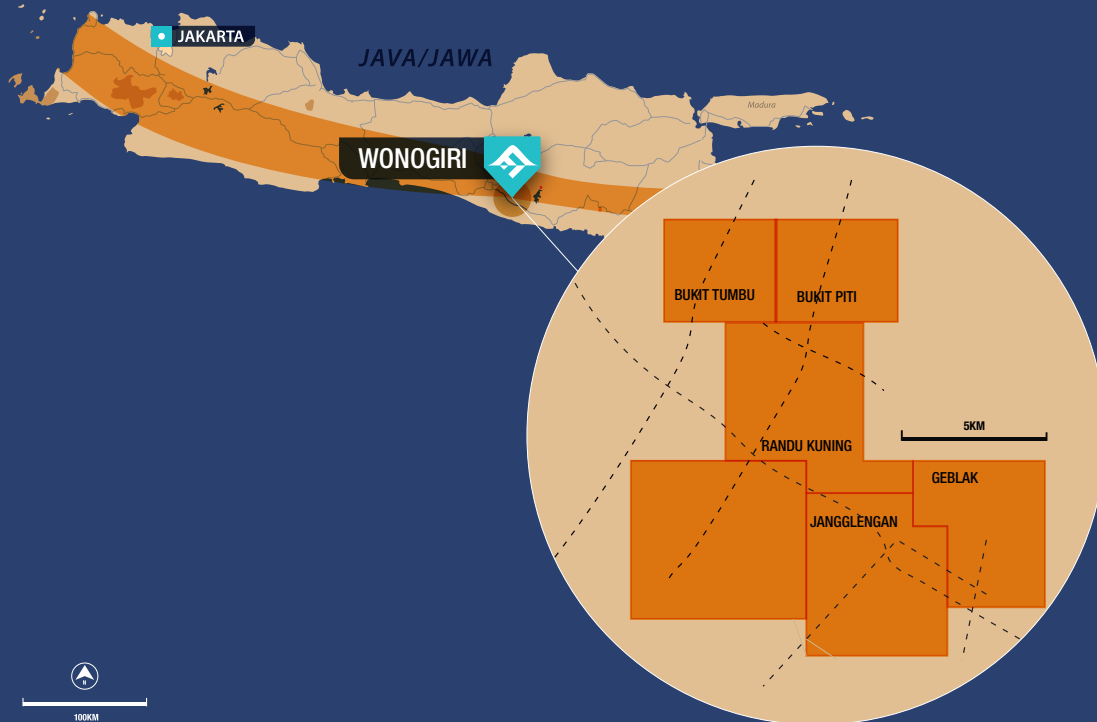 JAKARTA
JAVA/JAWA
Madura
WONOGIRI
BUKIT TUMBU
BUKIT PITI
5KM
RANDU KUNING
GEBLAK
JANGGLENGAN
N
100KM